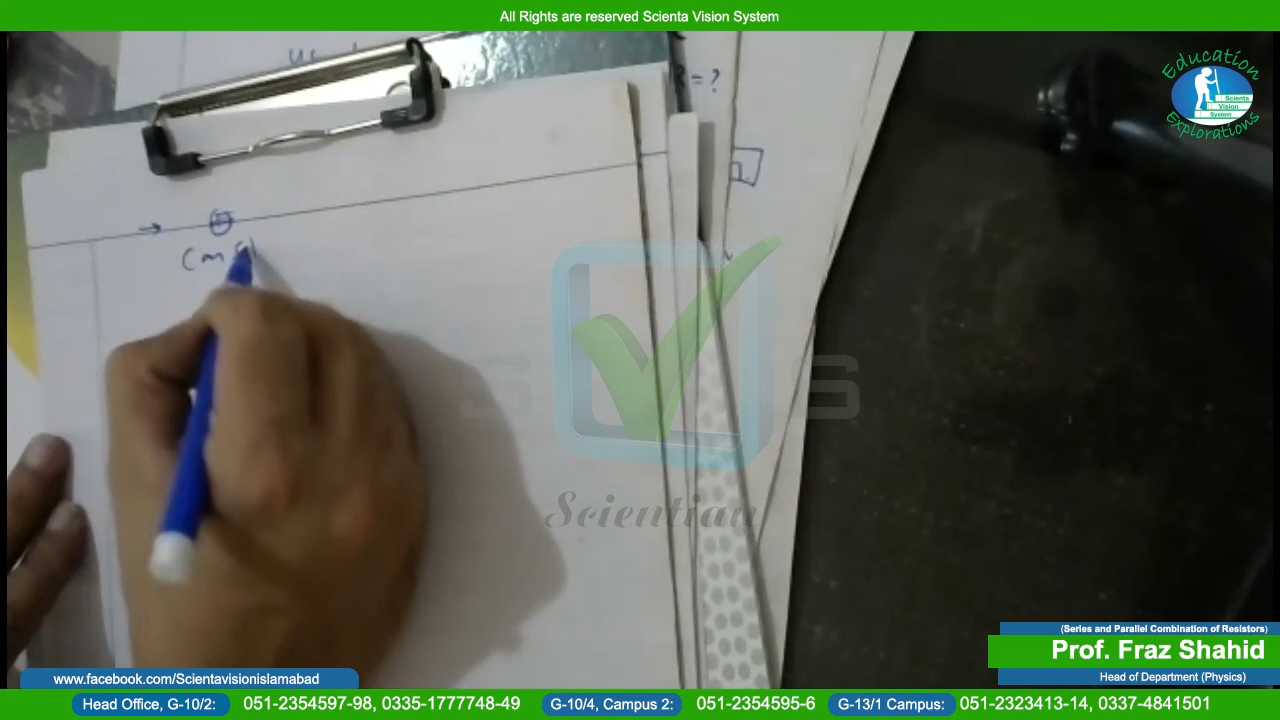 All Rights are reserved Scienta Vision System
= ?
Education
Scienta
Vision
System
Explorations
S S
Scientian
(Series and Parallel Combination of Resistors)
Prof. Fraz Shahid
Head of Department (Physics)
www.facebook.com/Scientavisionislamabad
Head Office, G-10/2: 051-2354597-98, 0335-1777748-49 G-10/4, Campus 2: 051-2354595-6 G-13/1 Campus: 051-2323413-14, 0337-4841501